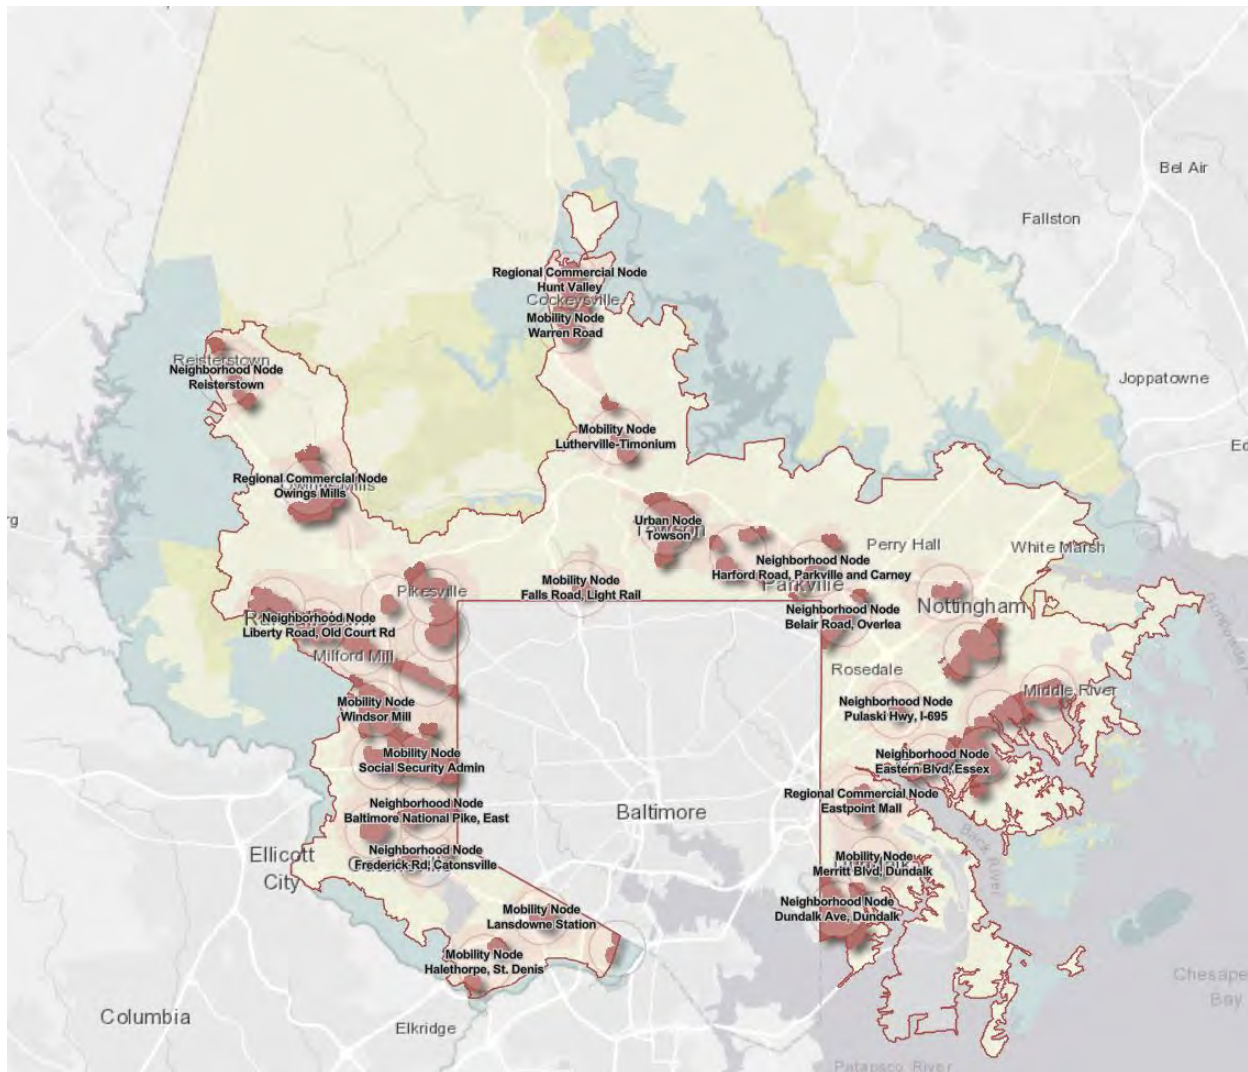 Bel Air
Fallston
Regional Commercial Node
Hunt Valley
Cockeysville
Mobility Node
Warren Road
Reisterstown
Neighborhood Node
Reisterstown
Joppatowne
Mobility Node
Lutherville-Timonium
Regional Commercial Node
Owings Mills
Urban Node
Towson
Towson
Perry Hall
White Marsh
Neighborhood Node
Harford Road, Parkville and Carney
Parkville
Mobility Node
Falls Road, Light Rail
Pikesville
Nottingham
Neighborhood Node
Belair Road, Overlea
Neighborhood Node
Liberty Road, Old Court Rd
Milford Mill
Rosedale
Middle River
Mobility Node
Windsor Mill
Neighborhood Node
Pulaski Hwy, I-695
Mobility Node
Social Security Admin
Neighborhood Node
Eastern Blvd, Essex
Regional Commercial Node
Eastpoint Mall
Neighborhood Node
Baltimore National Pike, East
Baltimore
Back River
Neighborhood Node
Frederick Rd, Catonsville
Ellicott
City
Mobility Node
Merritt Blvd, Dundalk
Neighborhood Node
Dundalk Ave, Dundalk
Mobility Node
Lansdowne Station
Mobility Node
Halethorpe, St. Denis
Chesape
Bay
Columbia
Elkridge
Patapsco River